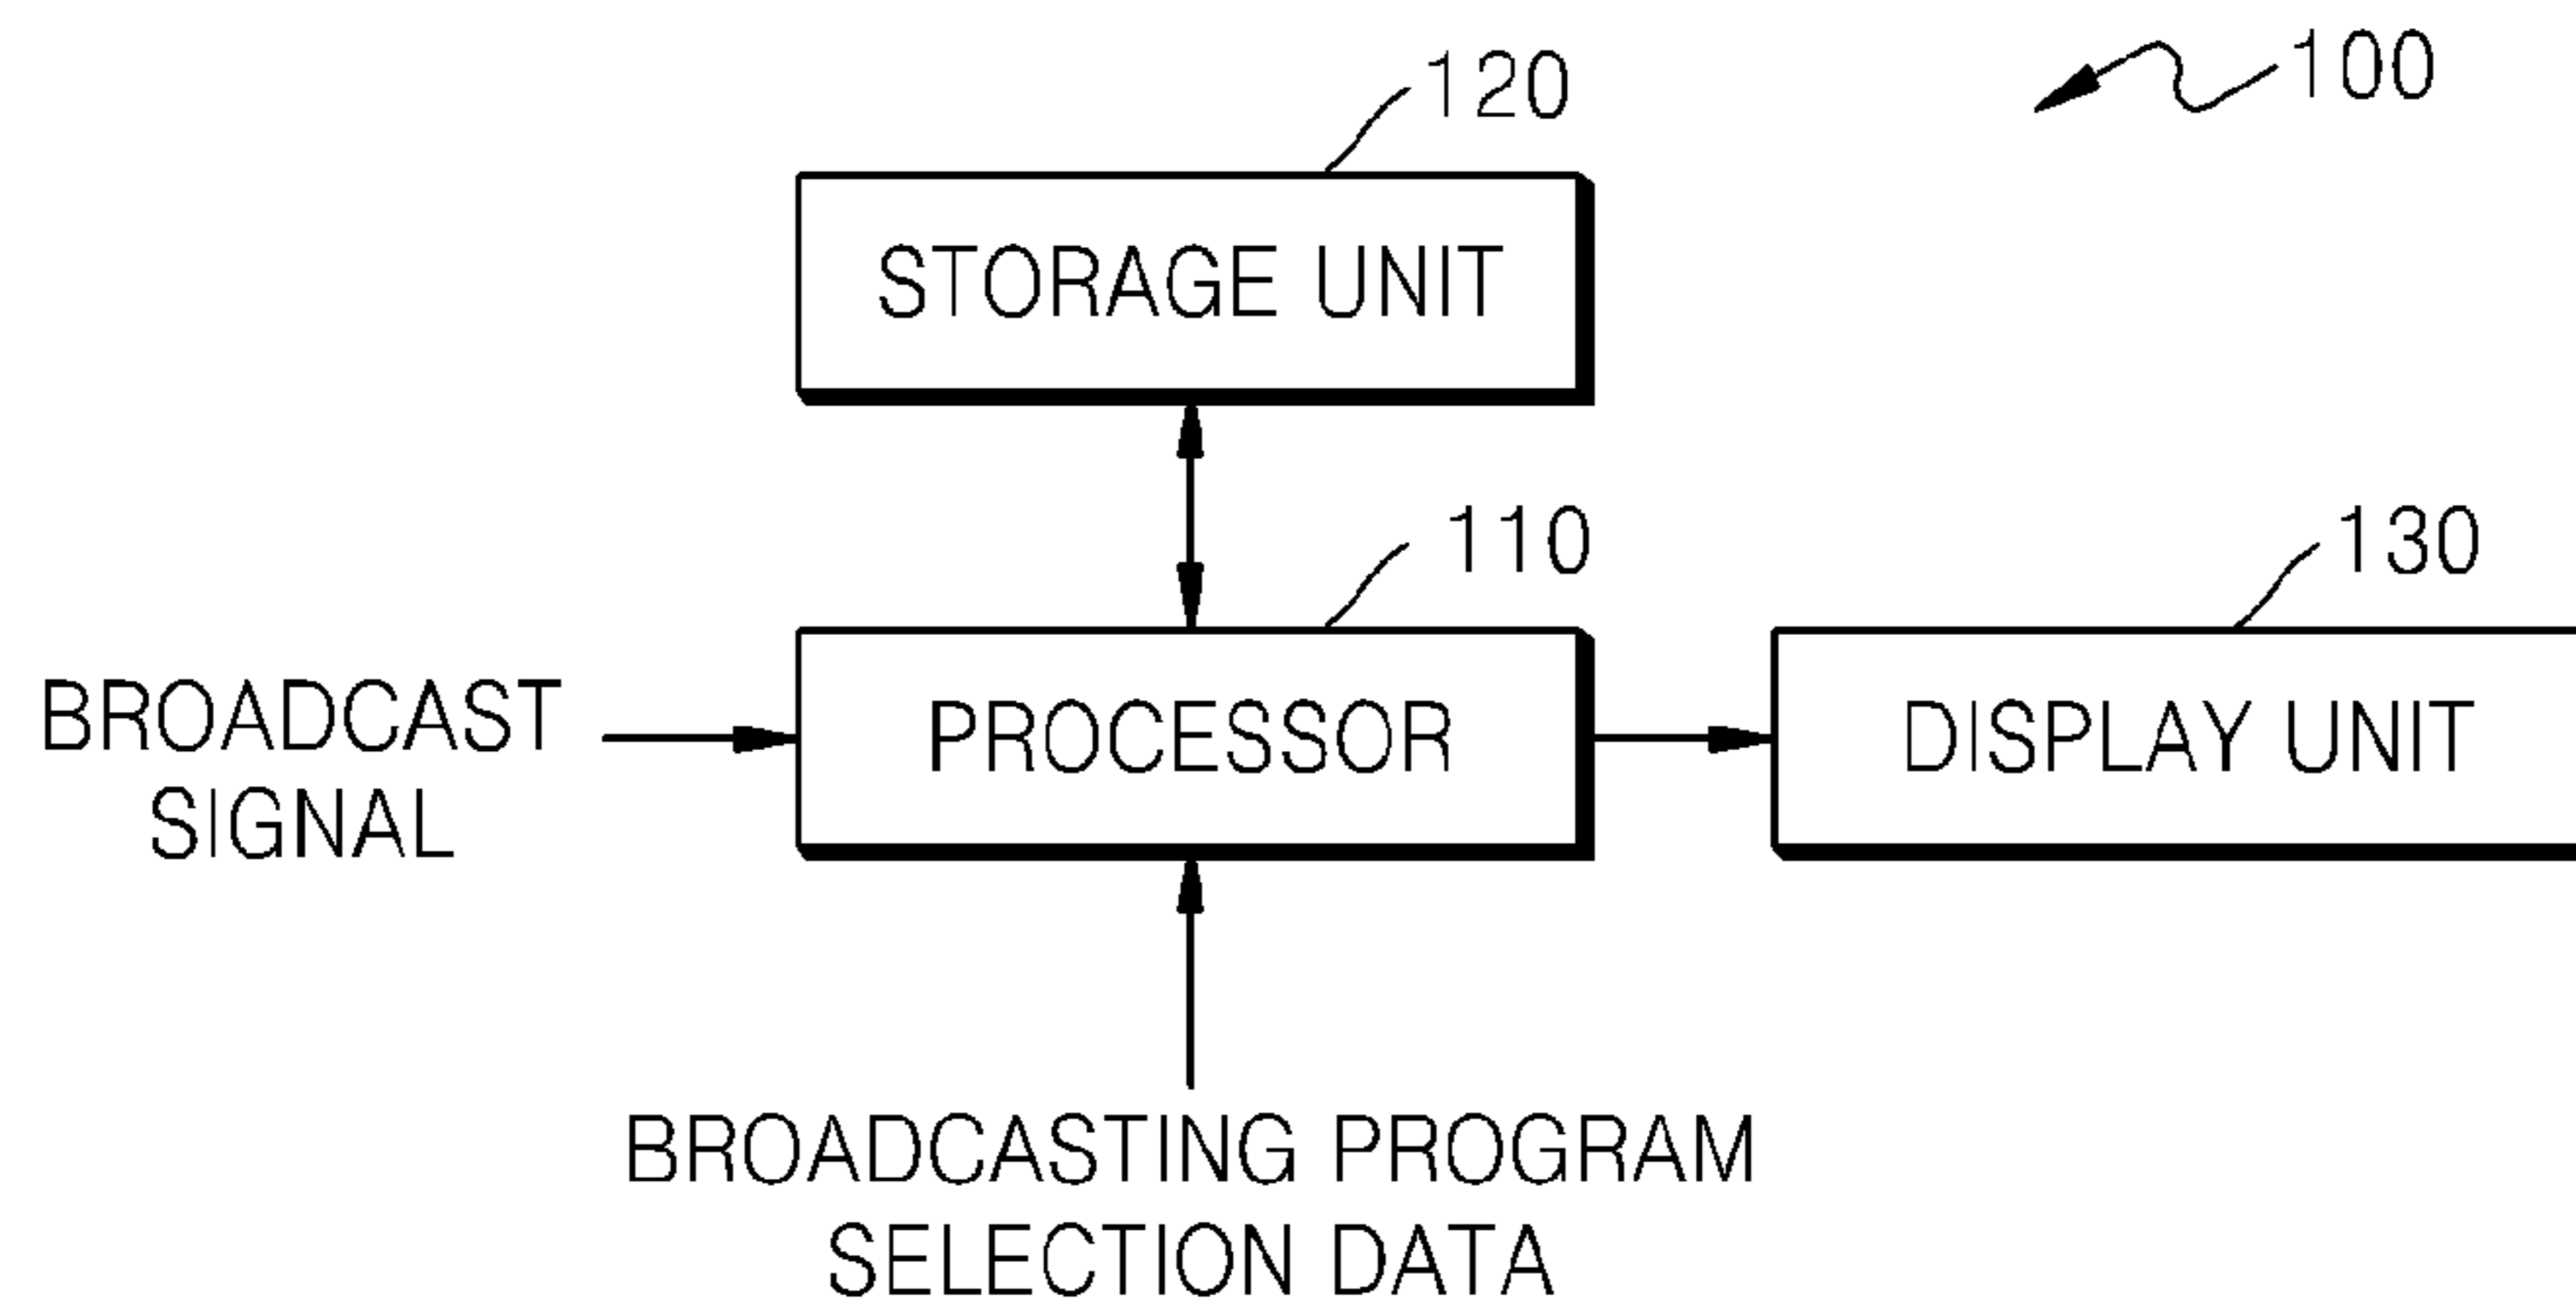 100
120
STORAGE UNIT
110
130
BROADCAST
SIGNAL
PROCESSOR
DISPLAY UNIT
BROADCASTING PROGRAM
SELECTION DATA